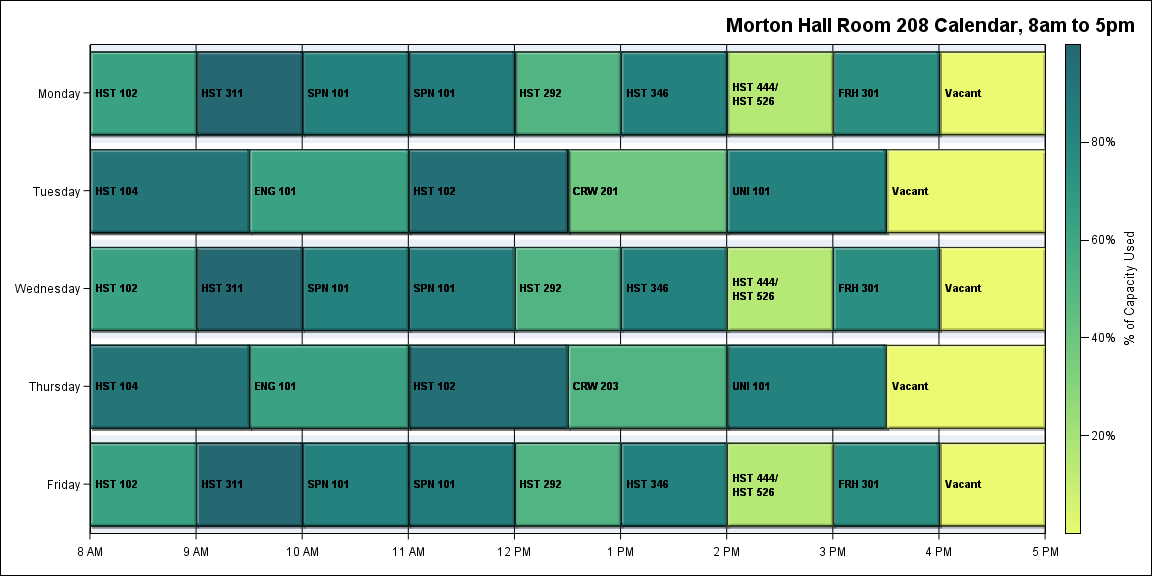 Morton Hall Room 208 Calendar, 8am to 5pm
Monday
HST 102
HST 311
SPN 101
SPN 101
HST 292
HST 346
HST 444/
HST 526
FRH 301
Vacant
Tuesday
HST 104
ENG 101
HST 102
CRW 201
UNI 101
Vacant
Wednesday
HST 102
HST 311
SPN 101
SPN 101
HST 292
HST 346
HST 444/
HST 526
FRH 301
Vacant
Thursday
HST 104
ENG 101
HST 102
CRW 203
UNI 101
Vacant
Friday
HST 102
HST 311
SPN 101
SPN 101
HST 292
HST 346
HST 444/
HST 526
FRH 301
Vacant
8 AM
9 AM
10 AM
11 AM
12 PM
1 PM
2 PM
3 PM
4 PM
5 PM
80%
60%
40%
20%
% of Capacity Used